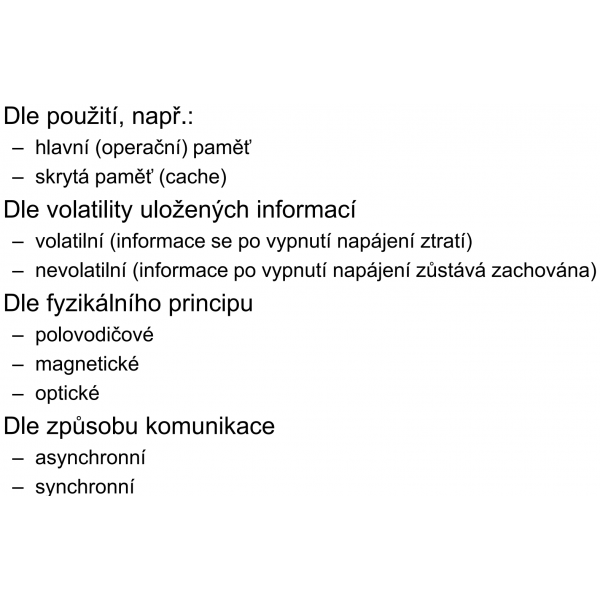 Dle použití, např.:
– hlavní (operační) paměť
– skrytá paměť (cache)
Dle volatility uložených informací
– volatilní (informace se po vypnutí napájení ztratí)
– nevolatilní (informace po vypnutí napájení zůstává zachována)
Dle fyzikálního principu
– polovodičové
– magnetické
– optické
Dle způsobu komunikace
– asynchronní
– synchronní